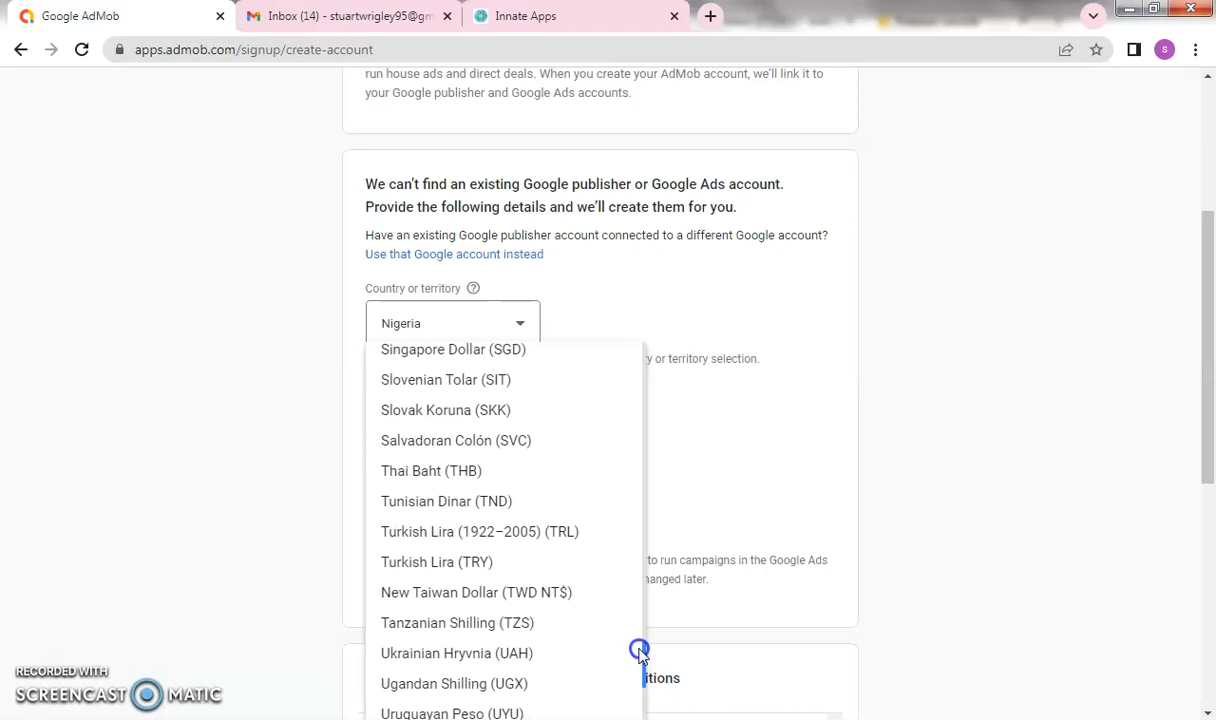 Google AdMob
Inbox (14) - stuartwrigley95@gm
Innate Apps
apps.admob.com/signup/create-account
S
run house ads and direct deals. When you create your AdMob account, we'll link it to
your Google publisher and Google Ads accounts.
We can't find an existing Google publisher or Google Ads account.
Provide the following details and we'll create them for you.
Have an existing Google publisher account connected to a different Google account?
Use that Google account instead
Country or territory
Nigeria
y or territory selection.
Singapore Dollar (SGD)
Slovenian Tolar (SIT)
Slovak Koruna (SKK)
Salvadoran Colón (SVC)
Thai Baht (THB)
Tunisian Dinar (TND)
Turkish Lira (1922–2005) (TRL)
Turkish Lira (TRY)
New Taiwan Dollar (TWD NT$)
Tanzanian Shilling (TZS)
Ukrainian Hryvnia (UAH)
Ugandan Shilling (UGX)
Uruguayan Peso (UYU)
to run campaigns in the Google Ads
hanged later.
itions
RECORDED WITH
SCREENCAST MATIC